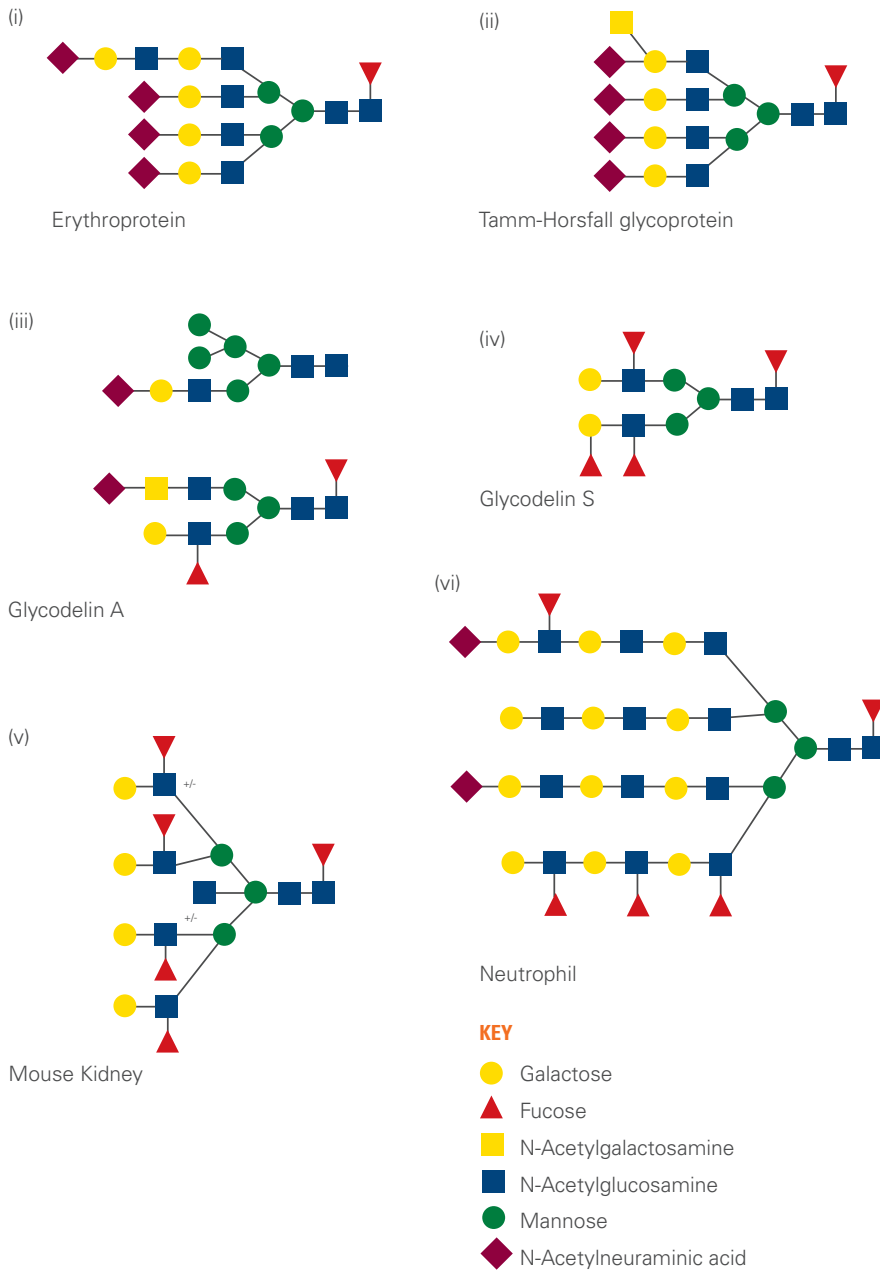 (i)
Erythroprotein
(ii)
Tamm-Horsfall glycoprotein
(iii)
Glycodelin A
(iv)
Glycodelin S
(v)
+/-
+/-
Mouse Kidney
(vi)
Neutrophil
KEY
Galactose
Fucose
N-Acetylgalactosamine
N-Acetylglucosamine
Mannose
N-Acetylneuraminic acid